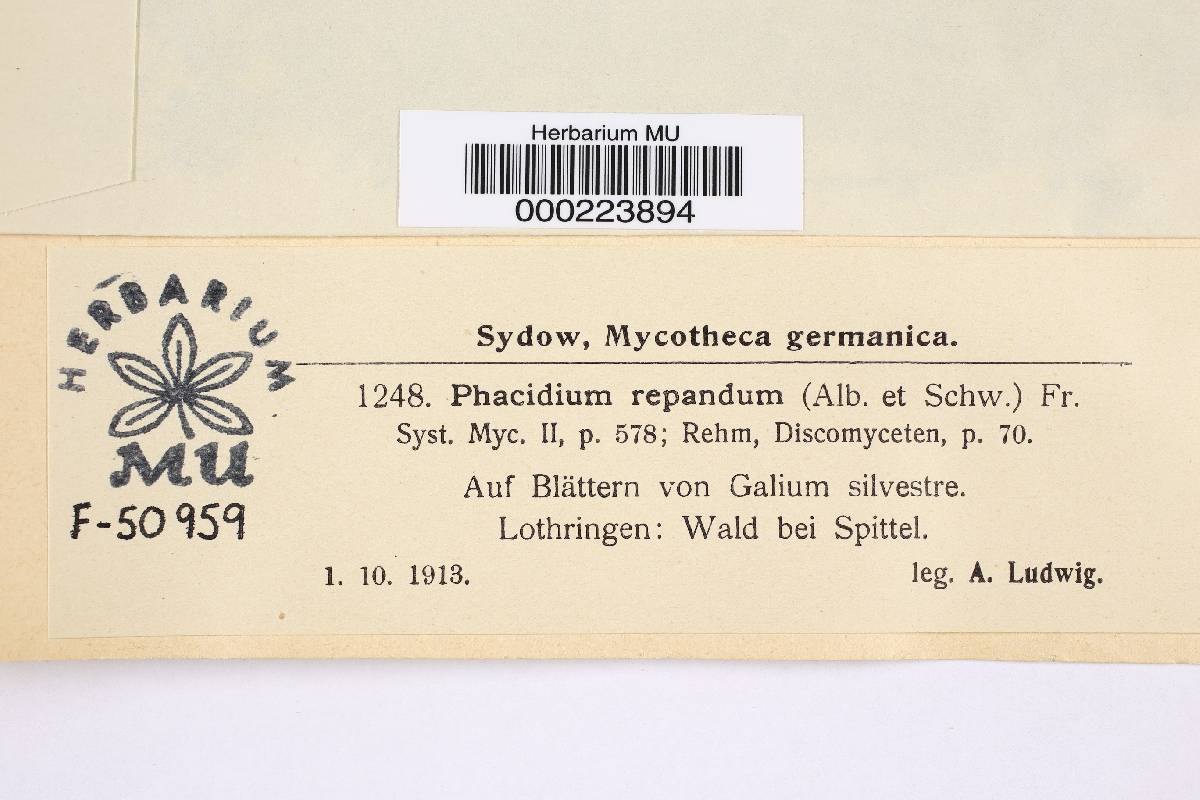 Herbarium MU
000223894
HERBARIUM
MU
F-50959
Sydow, Mycotheca germanica.
1248. Phacidium repandum (Alb. et Schw.) Fr.
Syst. Myc. II, p. 578; Rehm, Discomyceten, p. 70.
Auf Blättern von Galium silvestre.
Lothringen: Wald bei Spittel.
1. 10. 1913. leg. A. Ludwig.